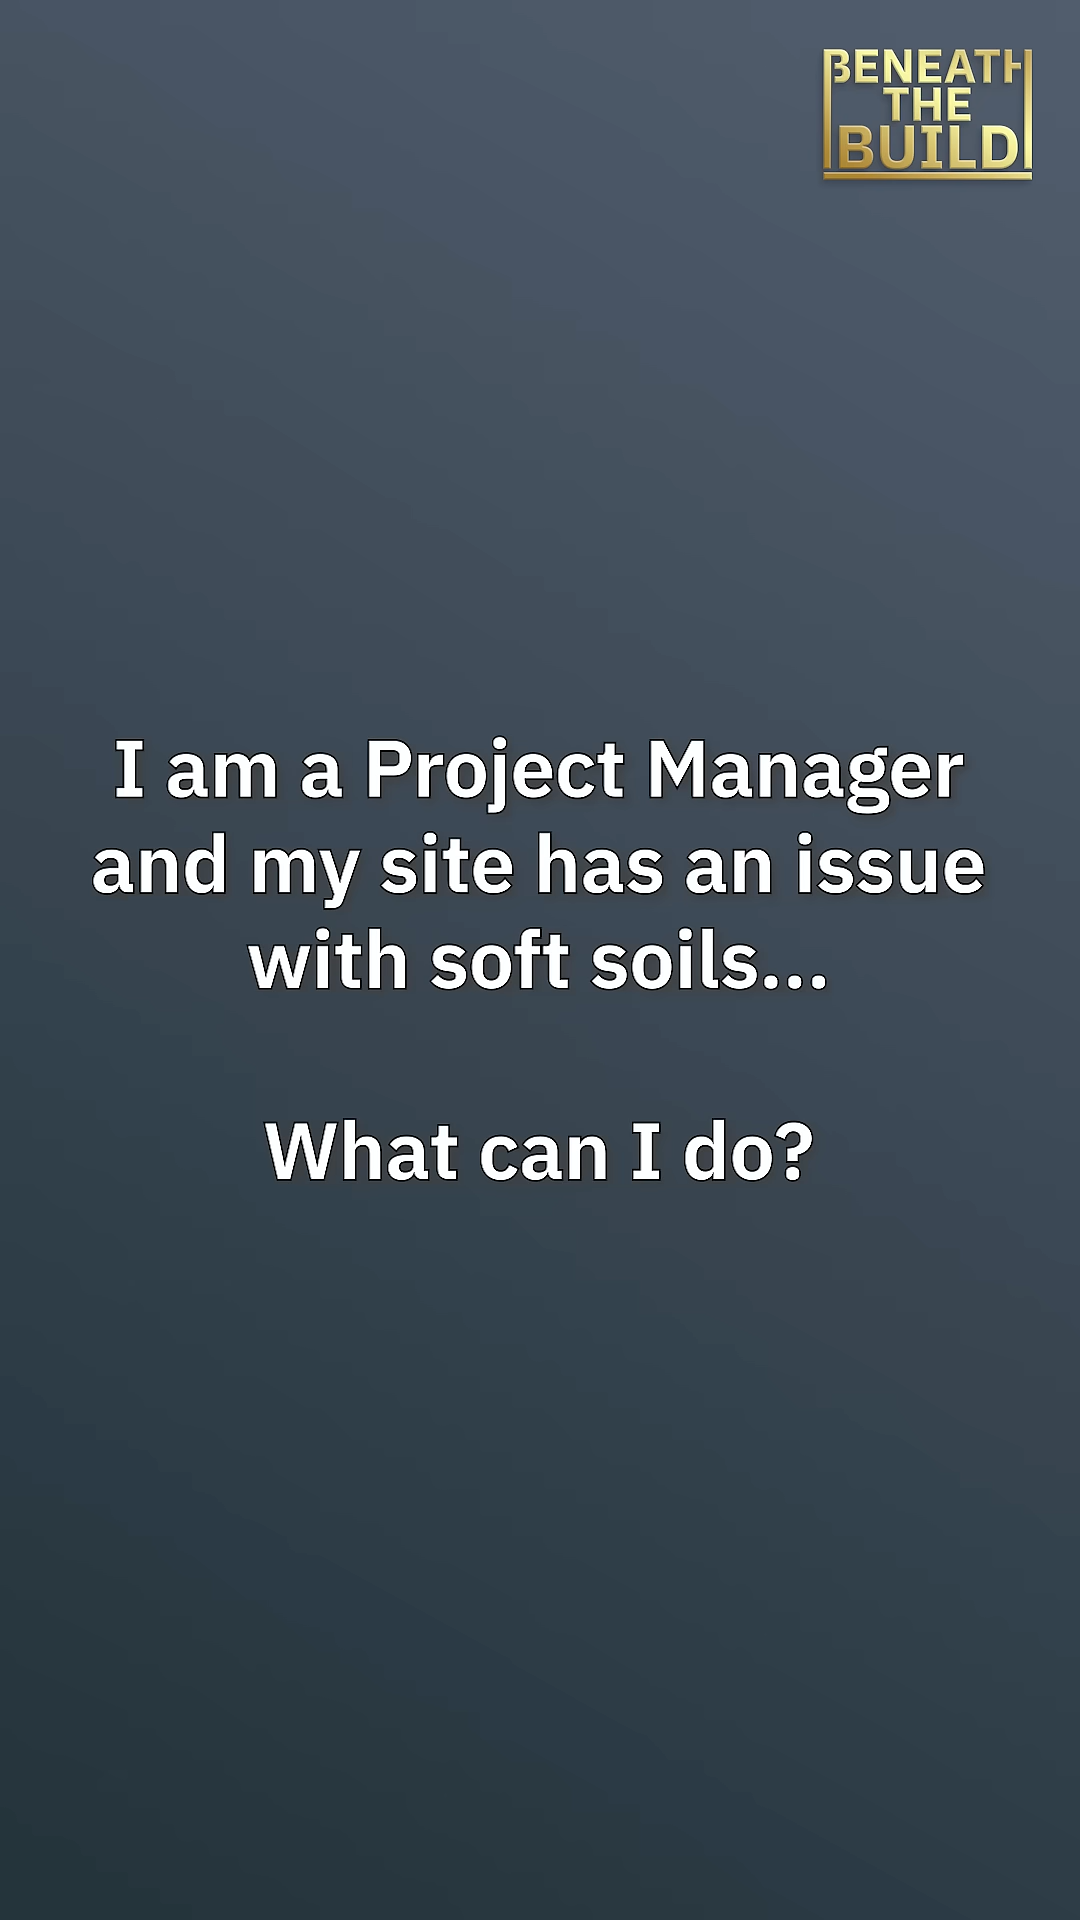 BENEATH
THE
BUILD
I am a Project Manager
and my site has an issue
with soft soils...
What can I do?